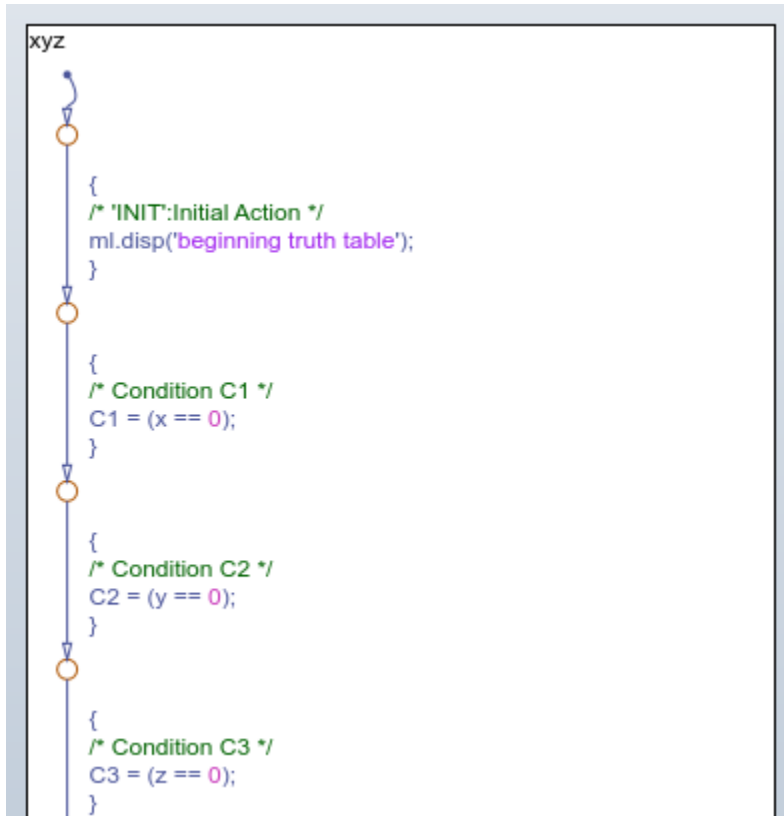 xyz
{
/* 'INIT':Initial Action */
ml.disp('beginning truth table');
}
{
/* Condition C1 */
C1 = (x == 0);
}
{
/* Condition C2 */
C2 = (y == 0);
}
{
/* Condition C3 */
C3 = (z == 0);
}